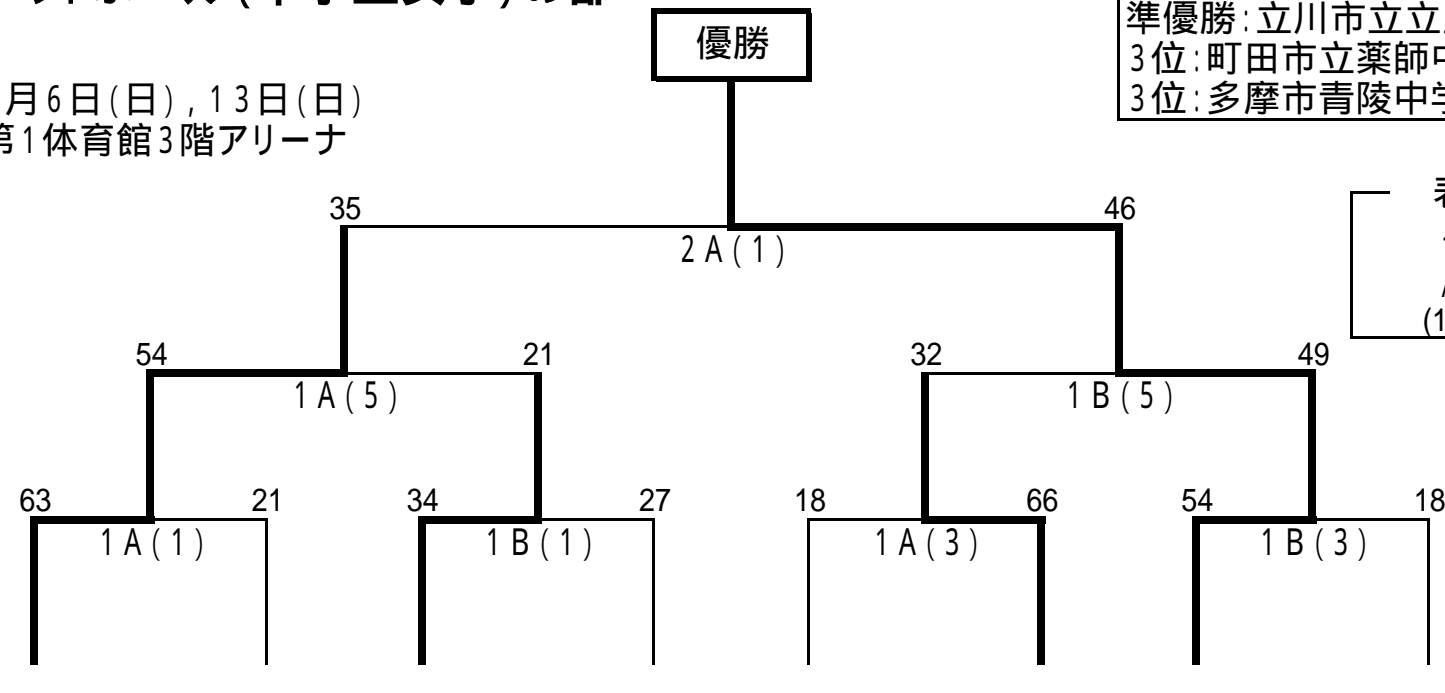 優勝
準優勝:立川市立立
3位:町田市立薬師中
3位:多摩市青陵中学
月6日(日),13日(日)
第1体育館3階アリーナ
35
46
2A(1)
(1
54
21
32
49
1A(5)
1B(5)
63
21
34
27
18
66
54
18
1A(1)
1B(1)
1A(3)
1B(3)